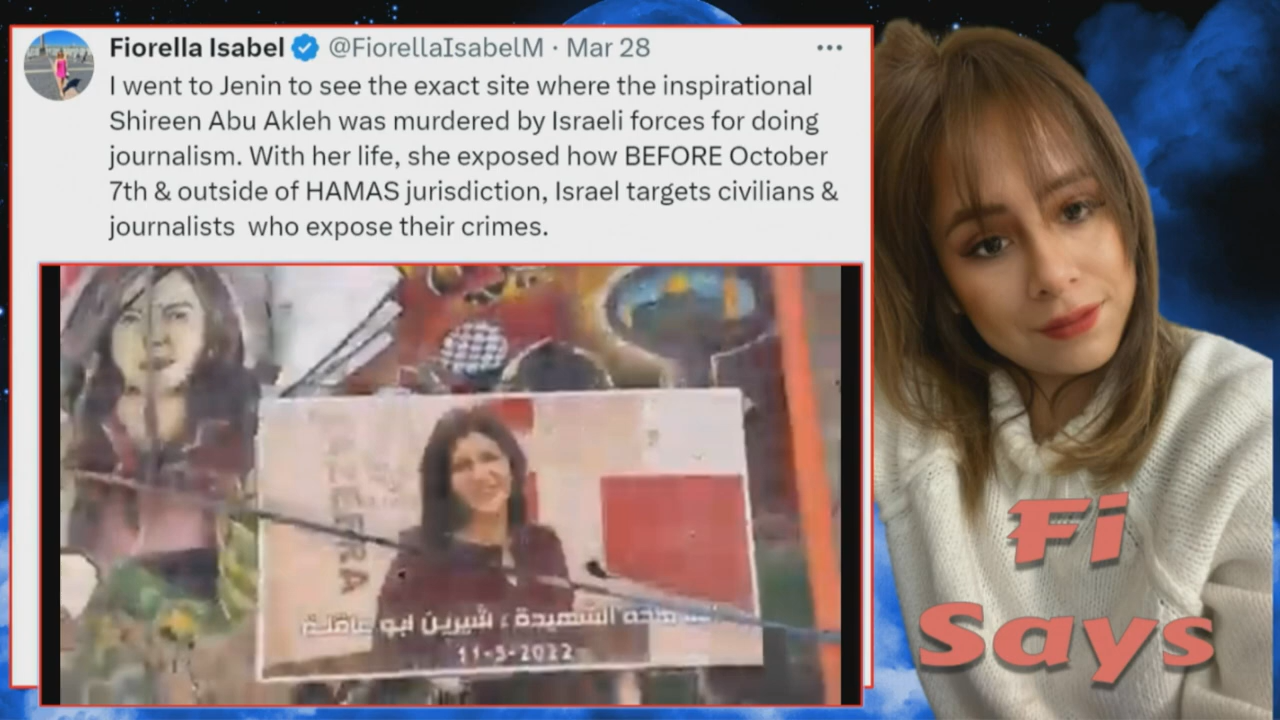 Fiorella Isabel @FiorellaIsabelM · Mar 28
I went to Jenin to see the exact site where the inspirational
Shireen Abu Akleh was murdered by Israeli forces for doing
journalism. With her life, she exposed how BEFORE October
7th & outside of HAMAS jurisdiction, Israel targets civilians &
journalists who expose their crimes.
الشهيدة شيرين ابو عاقلة
11-5-2022
Fi
Says